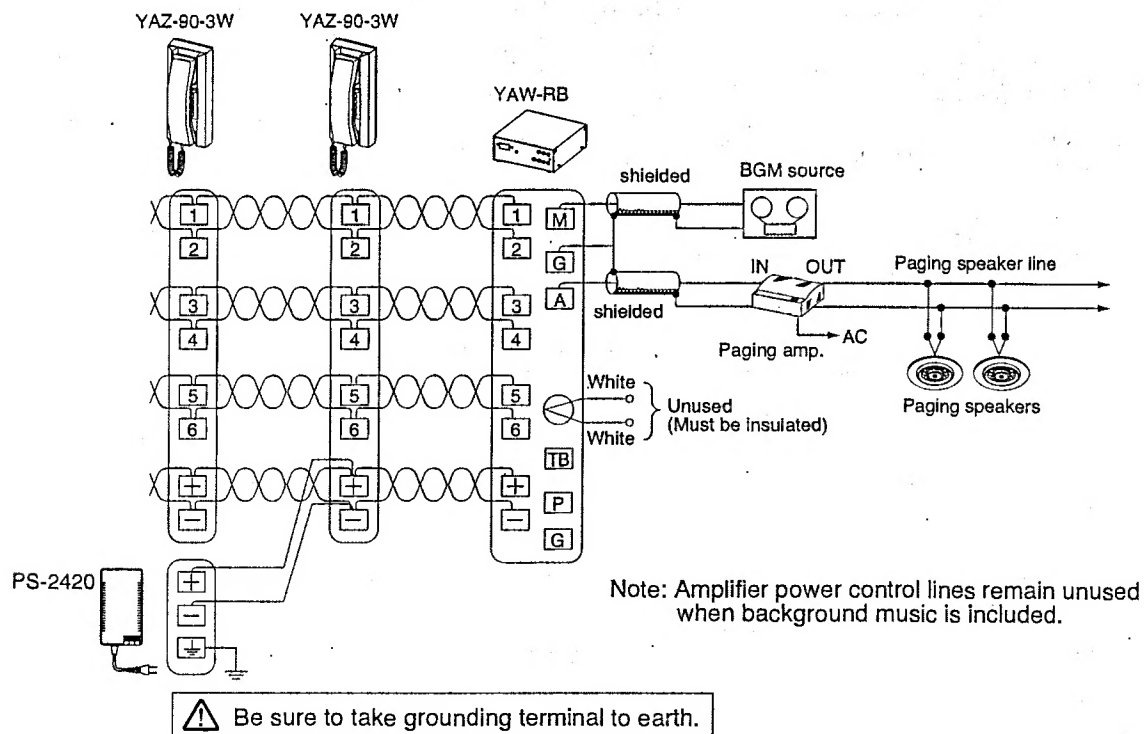 YAZ-90-3W
YAZ-90-3W
YAW-RB
shielded
BGM source
1
1
1
M
2
2
2
G
IN
OUT
Paging speaker line
3
3
3
A
shielded
4
4
4
Paging amp.
AC
5
5
5
White
Unused
Paging speakers
6
6
6
(Must be insulated)
White
TB
+
+
+
P
−
−
−
G
PS-2420
+
−
Note: Amplifier power control lines remain unused
when background music is included.
Be sure to take grounding terminal to earth.